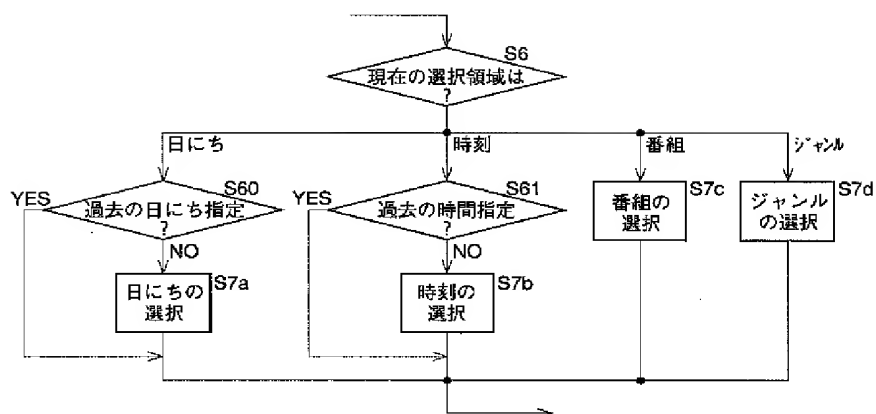 S6
現在の選択領域は
?
日にち
時刻
番組
ジャンル
YES
S60
過去の日にち指定
?
NO
YES
S61
過去の時間指定
?
NO
S7c
番組の
選択
S7d
ジャンル
の選択
S7a
日にちの
選択
S7b
時刻の
選択